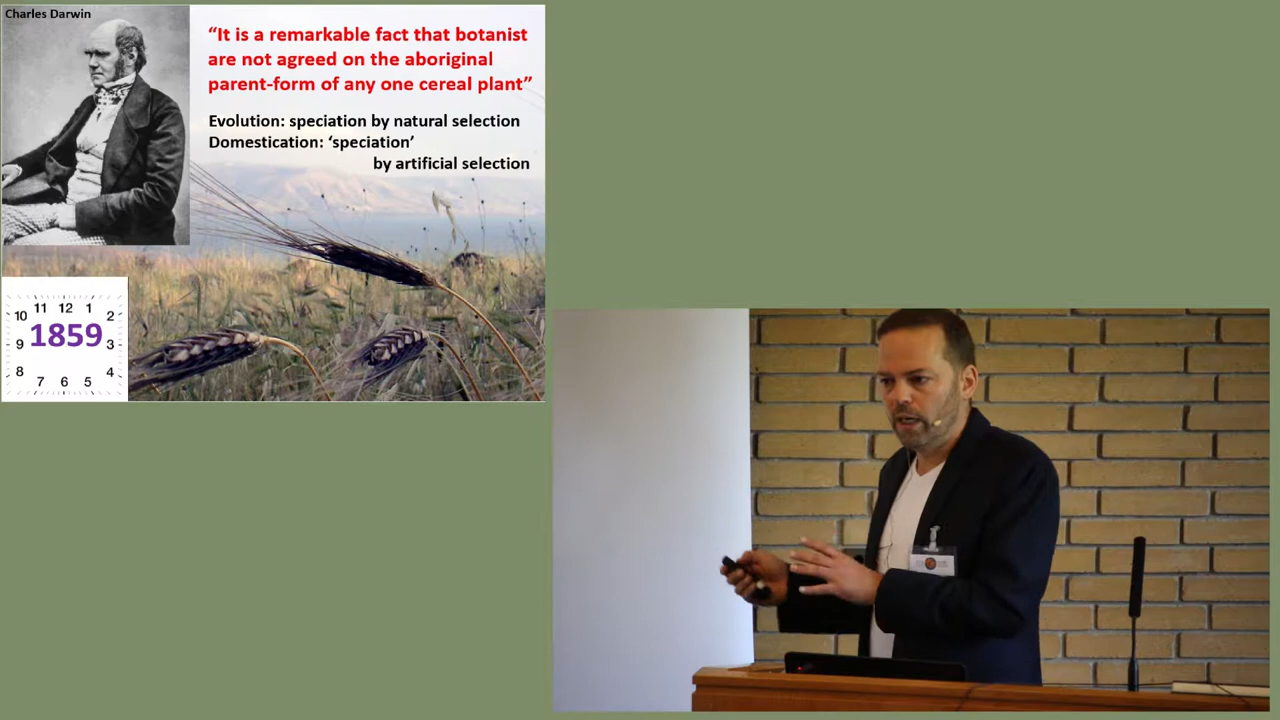 Charles Darwin
“It is a remarkable fact that botanist
are not agreed on the aboriginal
parent-form of any one cereal plant”
Evolution: speciation by natural selection
Domestication: ‘speciation’
by artificial selection
11 12 1
10 2
1859
9 3
8 4
7 6 5